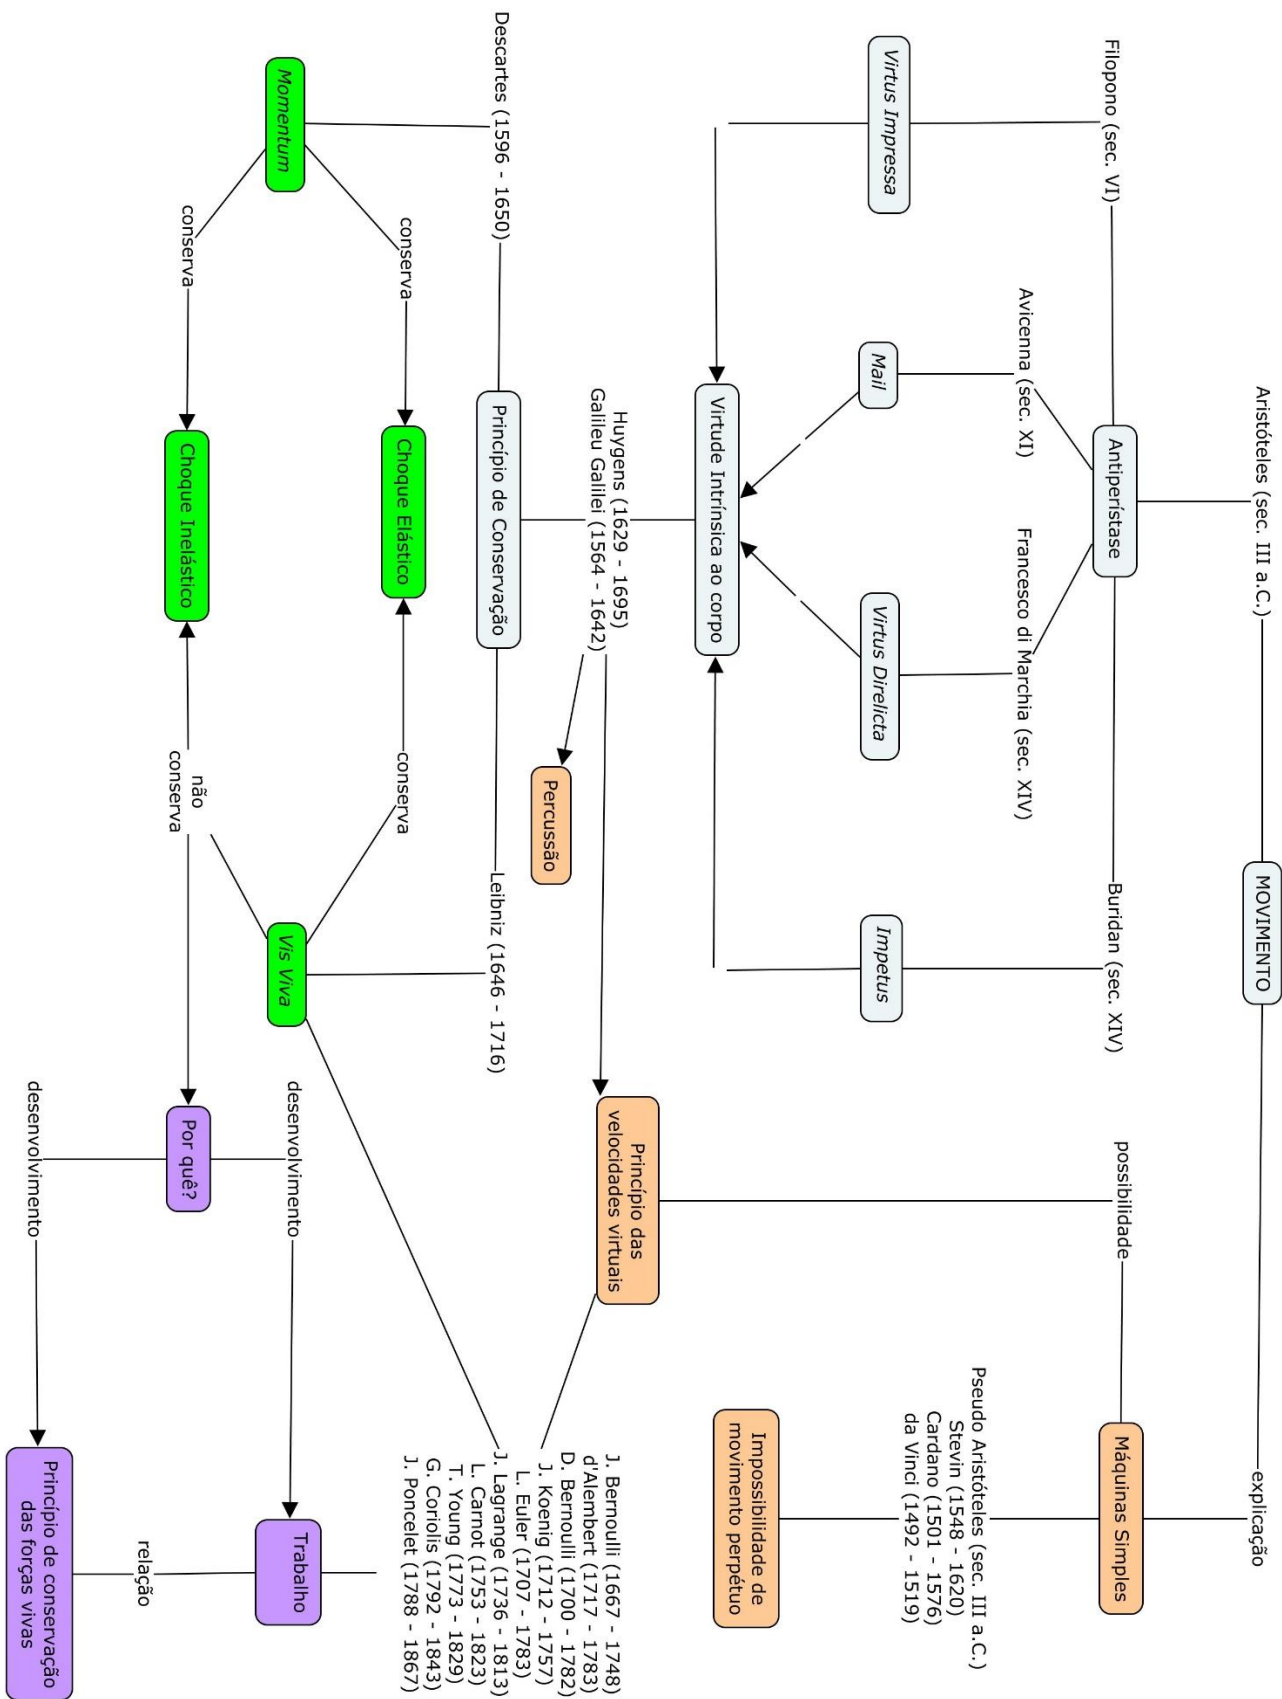 MOVIMENTO
Aristóteles (sec. III a.C.)
explicação
Antiperístase
Máquinas Simples
Filopono (sec. VI)
Buridan (sec. XIV)
possibilidade
Avicenna (sec. XI)
Francesco di Marchia (sec. XIV)
Pseudo Aristóteles (sec. III a.C.)
Stevin (1548 - 1620)
Cardano (1501 - 1576)
da Vinci (1492 - 1519)
Virtus Impressa
Mail
Virtus Direlicta
Impetus
Virtude Intrínsica ao corpo
Impossibilidade de
movimento perpétuo
Huygens (1629 - 1695)
Galileu Galilei (1564 - 1642)
Princípio das
velocidades virtuais
Percussão
Descartes (1596 - 1650)
Princípio de Conservação
Leibniz (1646 - 1716)
J. Bernoulli (1667 - 1748)
d'Alembert (1717 - 1783)
D. Bernoulli (1700 - 1782)
J. Koenig (1712 - 1757)
L. Euler (1707 - 1783)
J. Lagrange (1736 - 1813)
L. Carnot (1753 - 1823)
T. Young (1773 - 1829)
G. Coriolis (1792 - 1843)
J. Poncelet (1788 - 1867)
conserva
Choque Elástico
conserva
Momentum
Vis Viva
desenvolvimento
Trabalho
conserva
Choque Inelástico
não
conserva
Por quê?
relação
desenvolvimento
Princípio de conservação
das forças vivas